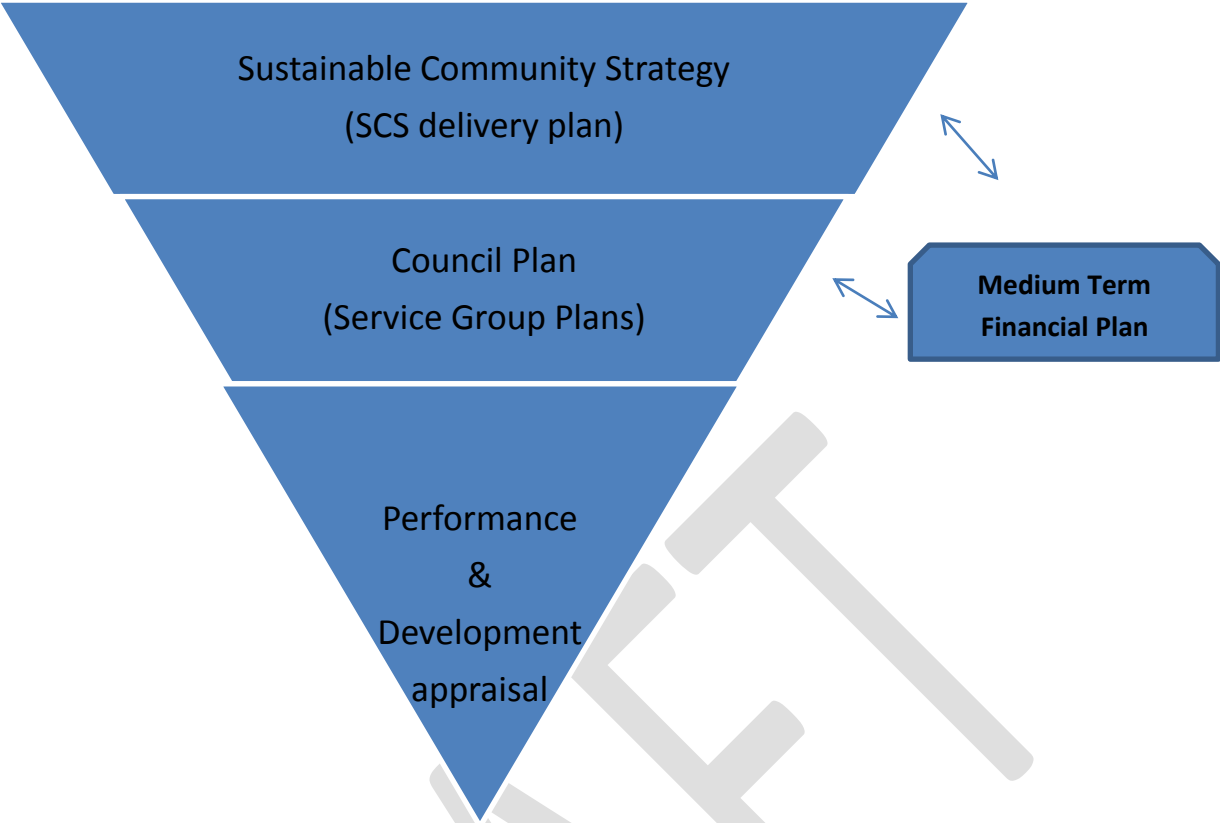 Sustainable Community Strategy
(SCS delivery plan)
Council Plan
(Service Group Plans)
Medium Term
Financial Plan
Performance
&
Development
appraisal